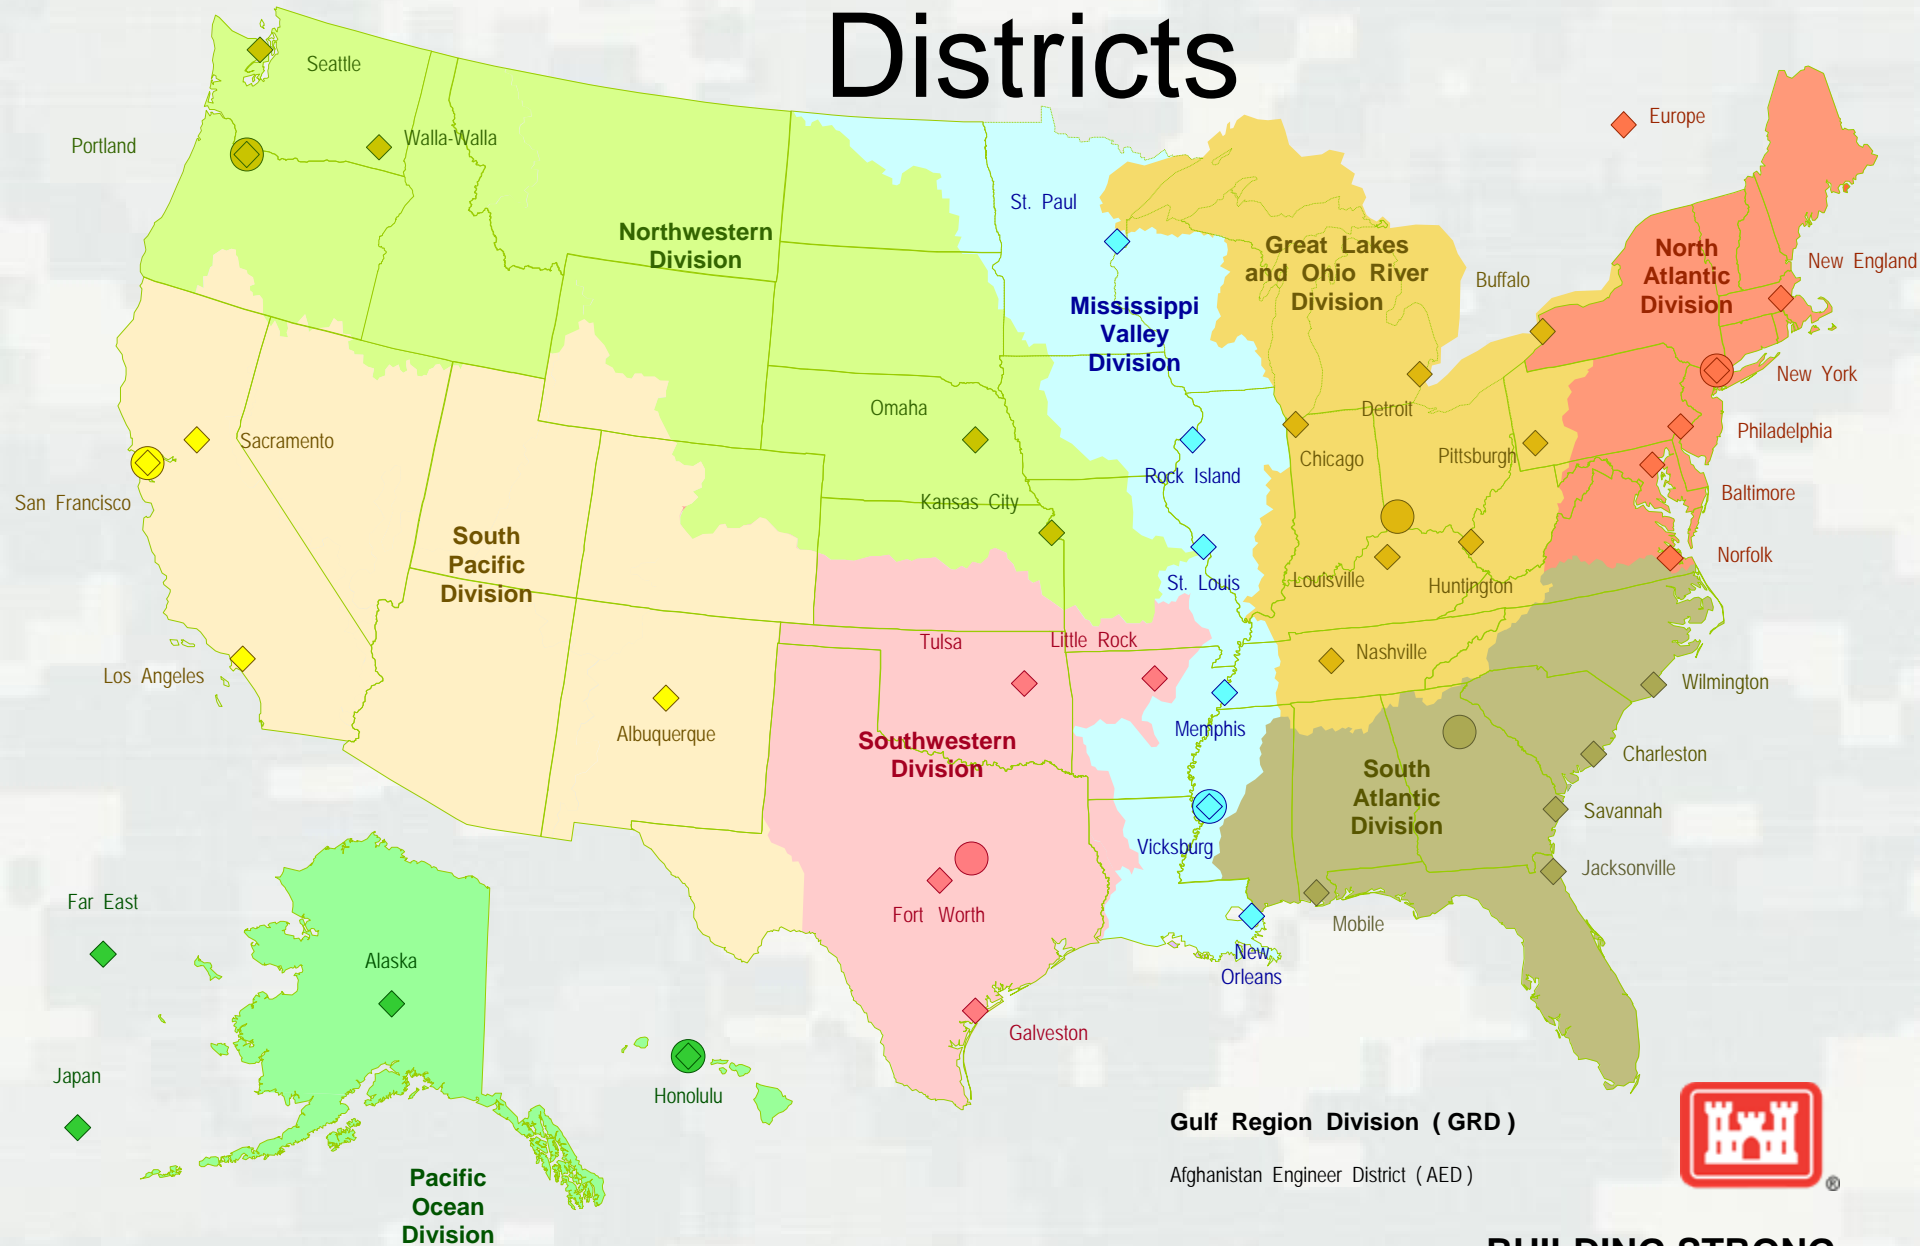 Districts
Seattle
Portland
Walla-Walla
Northwestern
Division
Omaha
Kansas City
St. Paul
Mississippi
Valley
Division
Rock Island
St. Louis
Memphis
Vicksburg
New
Orleans
Great Lakes
and Ohio River
Division
Buffalo
Detroit
Chicago
Pittsburgh
Louisville
Huntington
Nashville
Europe
North
Atlantic
Division
New England
New York
Philadelphia
Baltimore
Norfolk
Sacramento
San Francisco
South
Pacific
Division
Los Angeles
Albuquerque
Tulsa
Little Rock
Southwestern
Division
Fort Worth
Galveston
South
Atlantic
Division
Wilmington
Charleston
Savannah
Jacksonville
Mobile
Far East
Alaska
Japan
Honolulu
Pacific
Ocean
Division
Gulf Region Division ( GRD )
Afghanistan Engineer District ( AED )
®
BUILDING STRONG